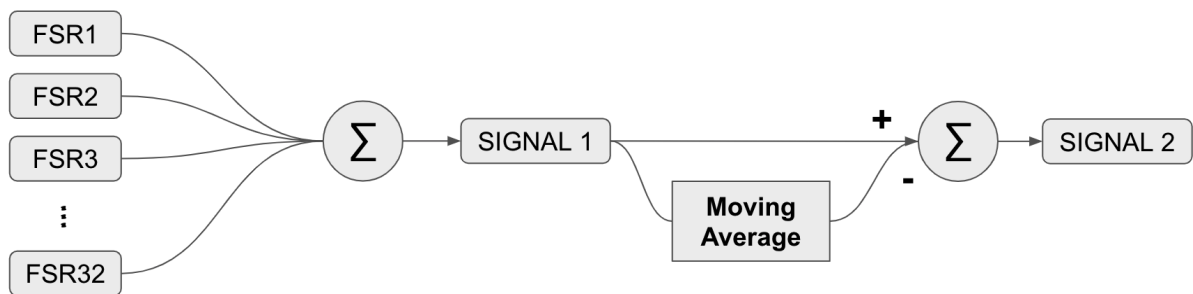 FSR1
FSR2
FSR3
...
FSR32
Σ
SIGNAL 1
Moving
Average
+
-
Σ
SIGNAL 2